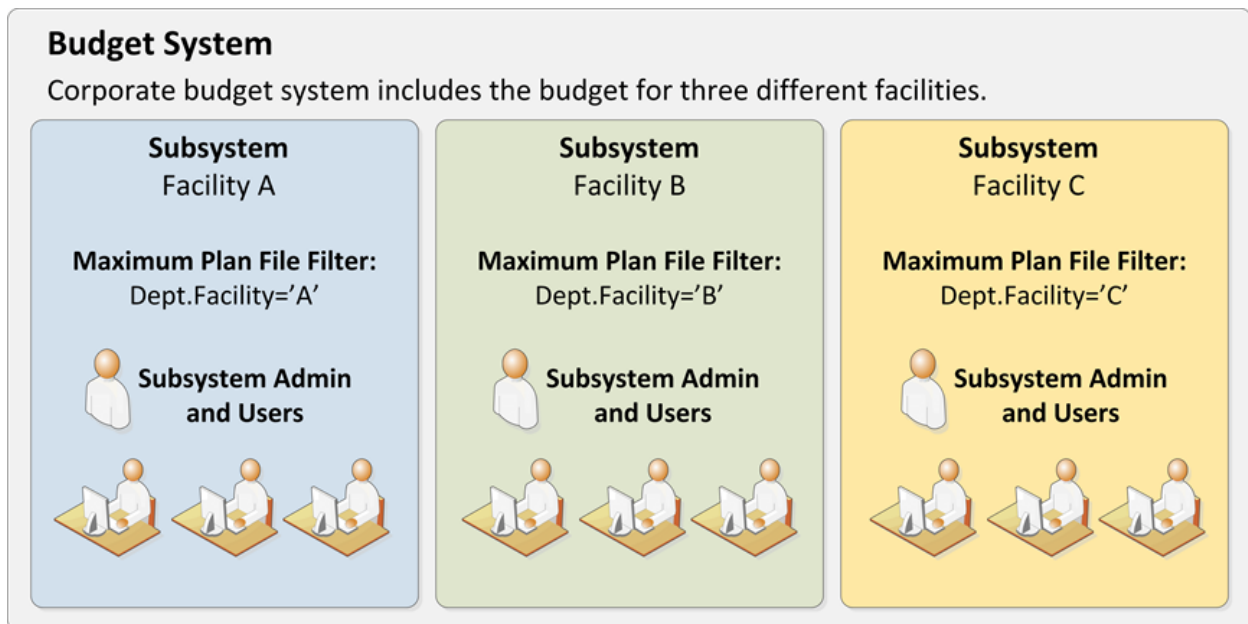 Budget System
Corporate budget system includes the budget for three different facilities.
Subsystem
Facility A
Maximum Plan File Filter:
Dept.Facility=’A’
Subsystem Admin
and Users
Subsystem
Facility B
Maximum Plan File Filter:
Dept.Facility=’B’
Subsystem Admin
and Users
Subsystem
Facility C
Maximum Plan File Filter:
Dept.Facility=’C’
Subsystem Admin
and Users